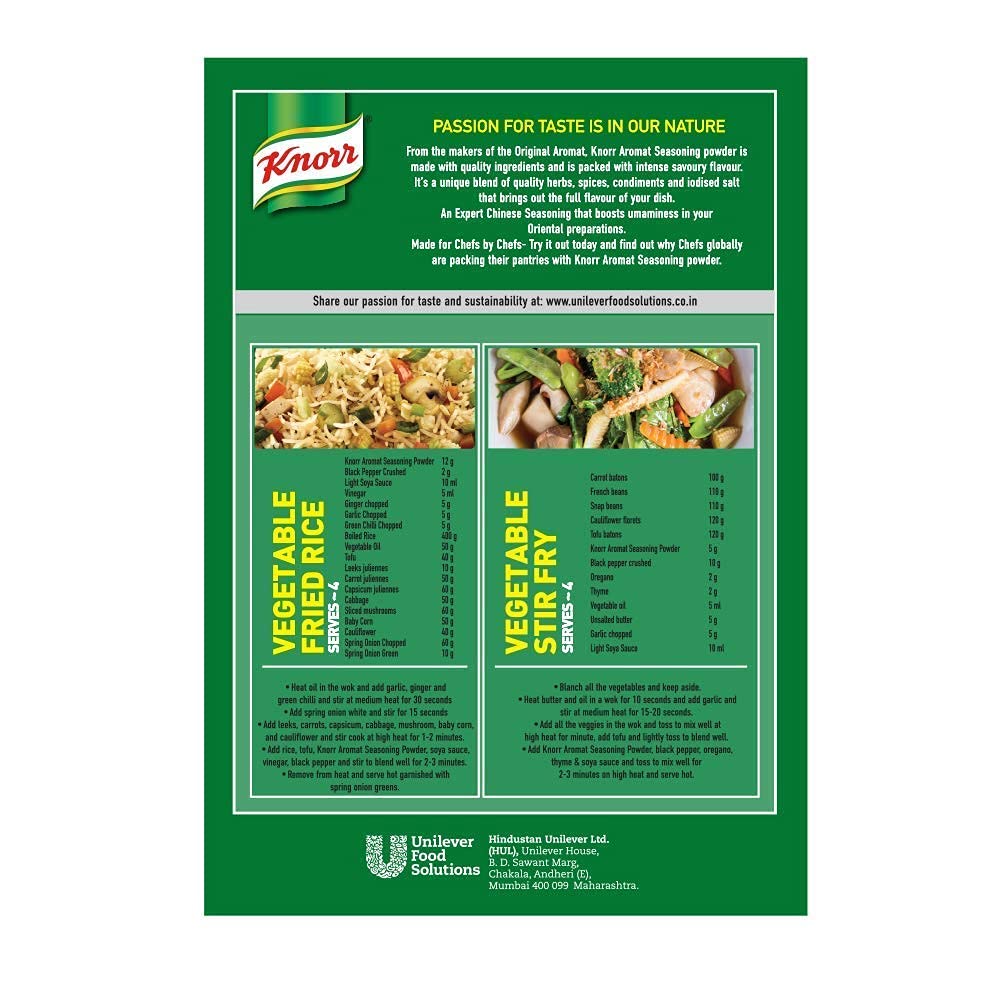 Knorr
®
PASSION FOR TASTE IS IN OUR NATURE
From the makers of the Original Aromat, Knorr Aromat Seasoning powder is
made with quality ingredients and is packed with intense savoury flavour.
It's a unique blend of quality herbs, spices, condiments and iodised salt
that brings out the full flavour of your dish.
An Expert Chinese Seasoning that boosts umaminess in your
Oriental preparations.
Made for Chefs by Chefs- Try it out today and find out why Chefs globally
are packing their pantries with Knorr Aromat Seasoning powder.
Share our passion for taste and sustainability at: www.unileverfoodsolutions.co.in
VEGETABLE
FRIED RICE
SERVES – 4
Knorr Aromat Seasoning Powder 12 g
Black Pepper Crushed 2 g
Light Soya Sauce 10 ml
Vinegar 5 ml
Ginger chopped 5 g
Garlic Chopped 5 g
Green Chilli Chopped 5 g
Boiled Rice 400 g
Vegetable Oil 50 g
Tofu 40 g
Leeks juliennes 10 g
Carrot juliennes 50 g
Capsicum juliennes 60 g
Cabbage 50 g
Sliced mushrooms 60 g
Baby Corn 50 g
Cauliflower 40 g
Spring Onion Chopped 60 g
Spring Onion Green 10 g
• Heat oil in the wok and add garlic, ginger and
green chilli and stir at medium heat for 30 seconds
• Add spring onion white and stir for 15 seconds
• Add leeks, carrots, capsicum, cabbage, mushroom, baby corn,
and cauliflower and stir cook at high heat for 1-2 minutes.
• Add rice, tofu, Knorr Aromat Seasoning Powder, soya sauce,
vinegar, black pepper and stir to blend well for 2-3 minutes.
• Remove from heat and serve hot garnished with
spring onion greens.
VEGETABLE
STIR FRY
SERVES – 4
Carrot batons 100 g
French beans 110 g
Snap beans 110 g
Cauliflower florets 120 g
Tofu batons 120 g
Knorr Aromat Seasoning Powder 5 g
Black pepper crushed 10 g
Oregano 2 g
Thyme 2 g
Vegetable oil 5 ml
Unsalted butter 5 g
Garlic chopped 5 g
Light Soya Sauce 10 ml
• Blanch all the vegetables and keep aside.
• Heat butter and oil in a wok for 10 seconds and add garlic and
stir at medium heat for 15-20 seconds.
• Add all the veggies in the wok and toss to mix well at
high heat for minute, add tofu and lightly toss to blend well.
• Add Knorr Aromat Seasoning Powder, black pepper, oregano,
thyme & soya sauce and toss to mix well for
2-3 minutes on high heat and serve hot.
Unilever
Food
Solutions
Hindustan Unilever Ltd.
(HUL), Unilever House,
B. D. Sawant Marg,
Chakala, Andheri (E),
Mumbai 400 099 Maharashtra.